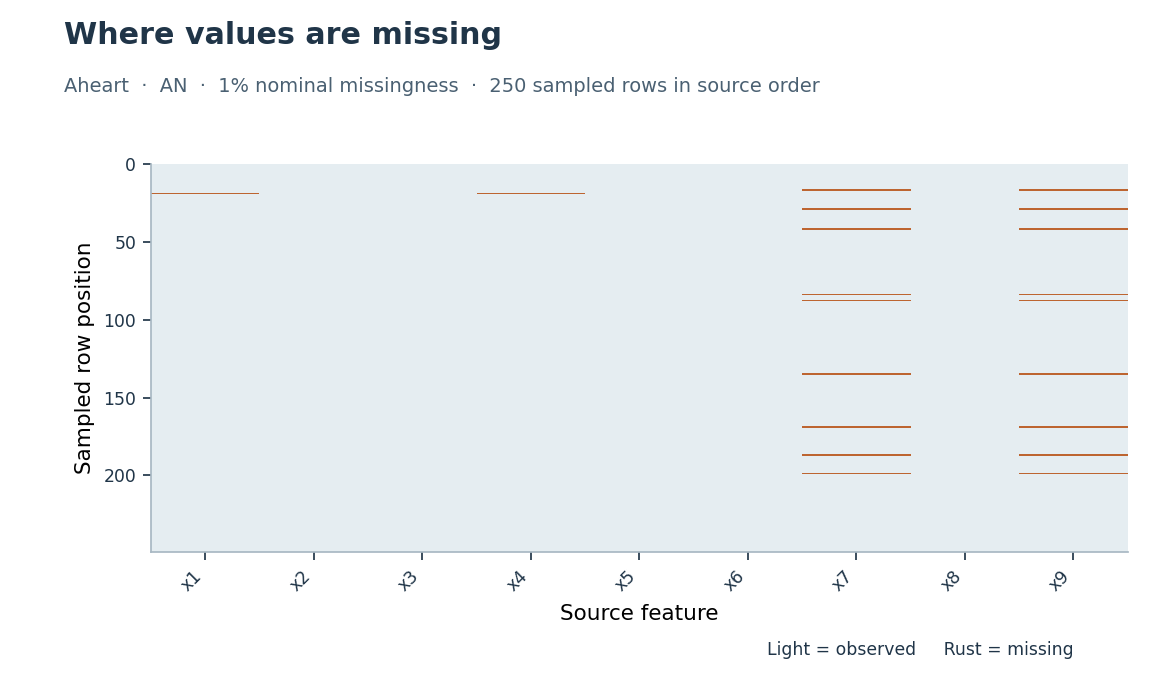 Where values are missing
Aheart · AN · 1% nominal missingness · 250 sampled rows in source order
0
50
100
150
200
Sampled row position
x1 x2 x3 x4 x5 x6 x7 x8 x9
Source feature
Light = observed Rust = missing